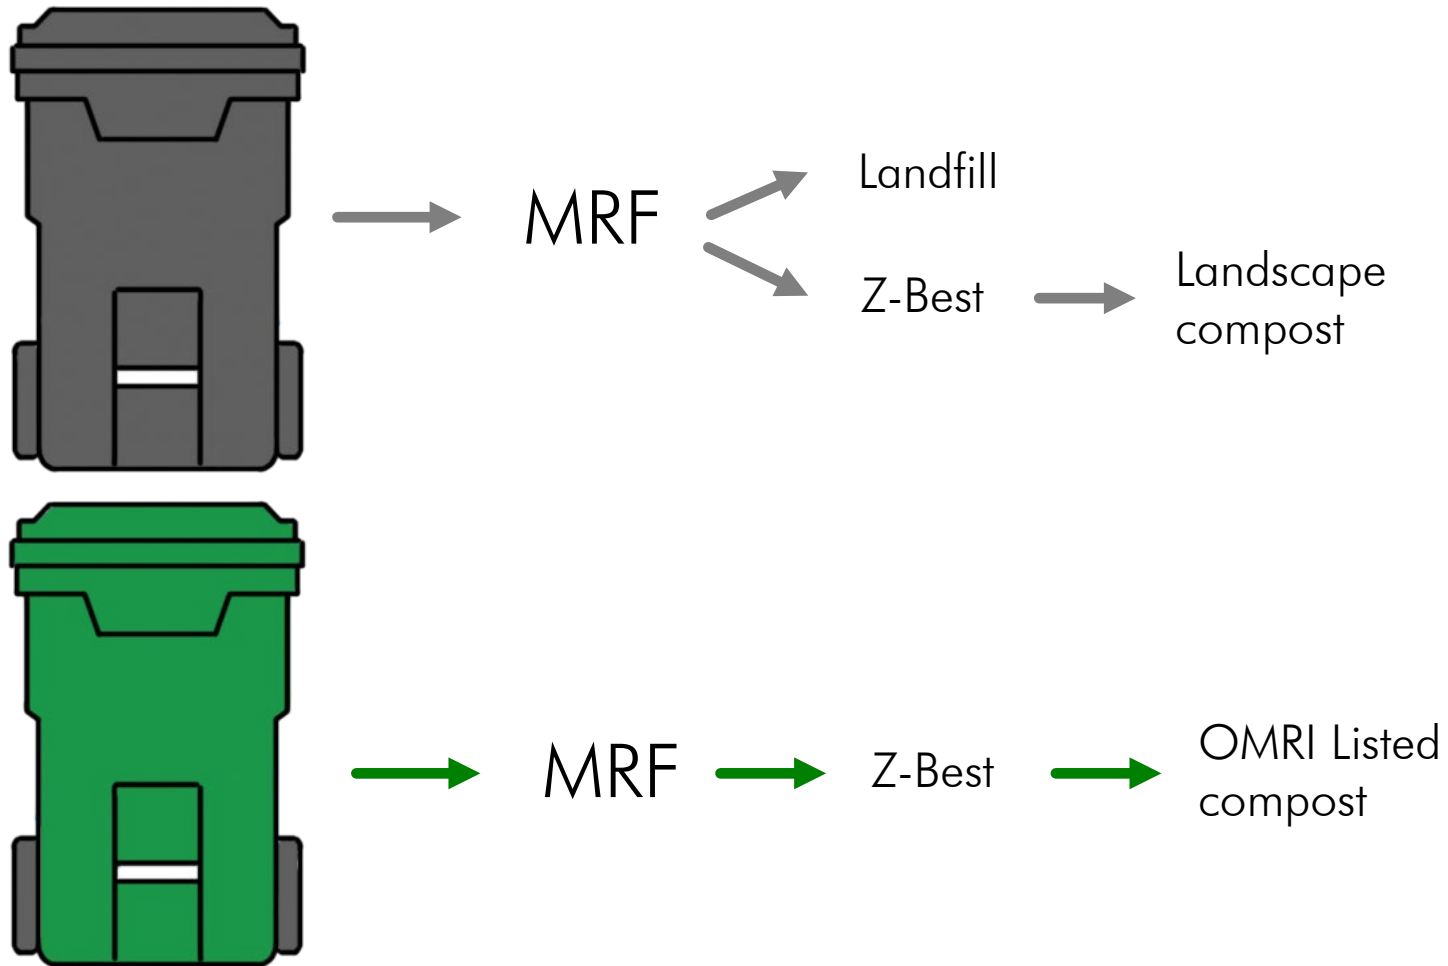 MRF
Landfill
Z-Best
Landscape
compost
MRF
Z-Best
OMRI Listed
compost